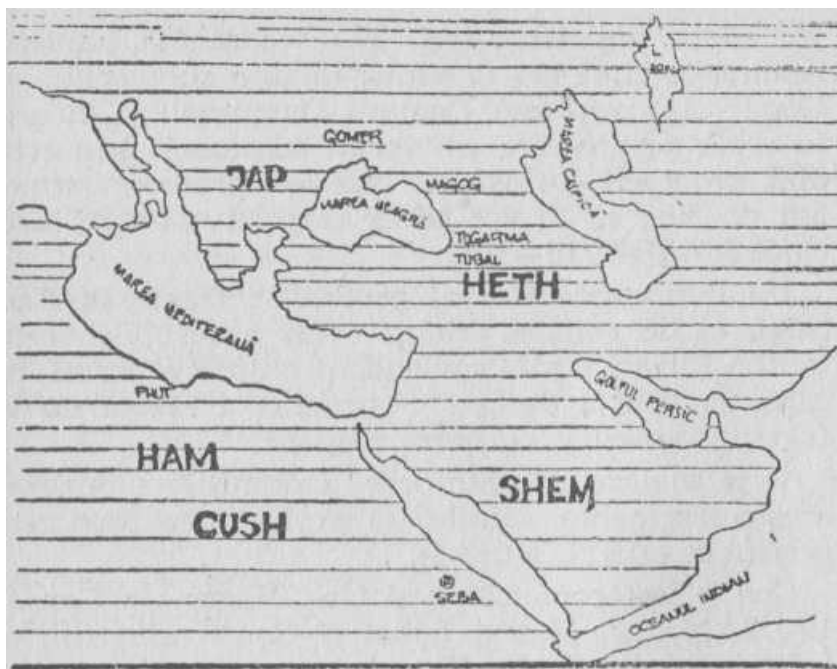 L.
ARAL
GOMER
JAP
MAGOG
MAREA NEAGRĂ
MAREA CASPICĂ
TOGARMA
TUBAL
HETH
MAREA MEDITERANĂ
PHUT
GOLFUL PERSIC
HAM
SHEM
CUSH
SEBA
OCEANUL INDIAN